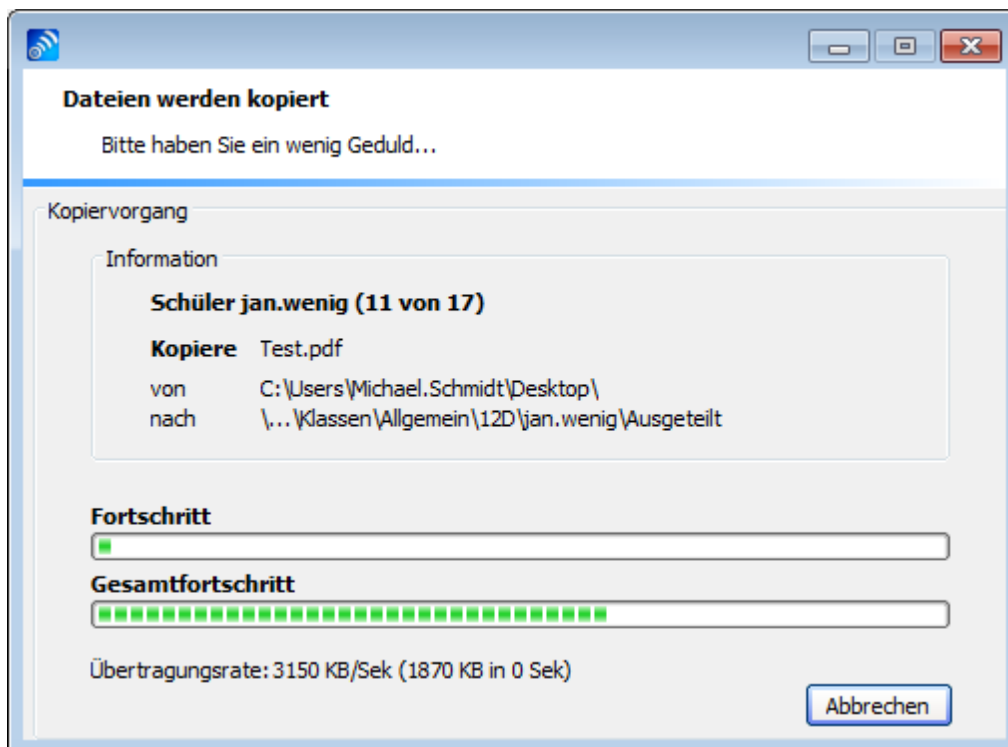 Dateien werden kopiert
Bitte haben Sie ein wenig Geduld...
Kopiervorgang
Information
Schüler jan.wenig (11 von 17)
Kopiere Test.pdf
von C:\Users\Michael.Schmidt\Desktop\
nach \...\Klassen\Allgemein\12D\jan.wenig\Ausgeteilt
Fortschritt
Gesamtfortschritt
Übertragungsrate: 3150 KB/Sek (1870 KB in 0 Sek)
Abbrechen